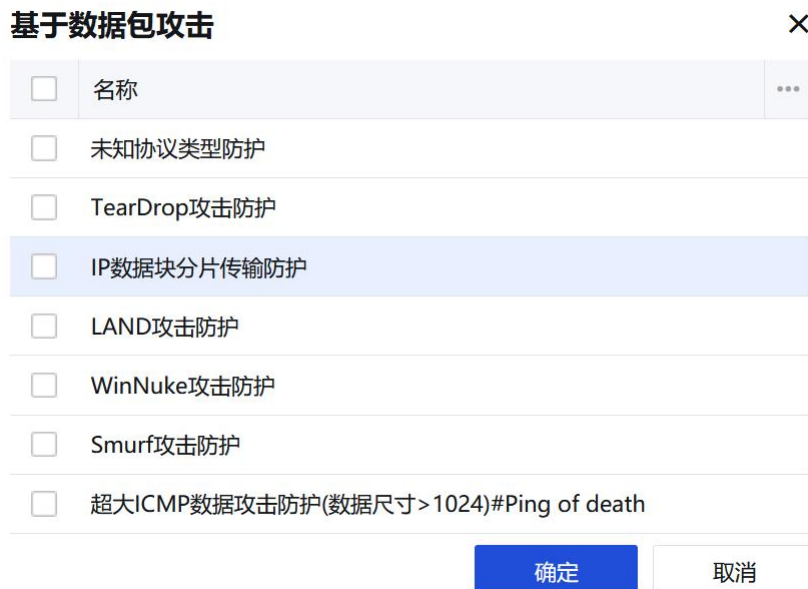 基于数据包攻击
名称
未知协议类型防护
TearDrop攻击防护
IP数据块分片传输防护
LAND攻击防护
WinNuke攻击防护
Smurf攻击防护
超大ICMP数据攻击防护(数据尺寸>1024)#Ping of death
确定 取消